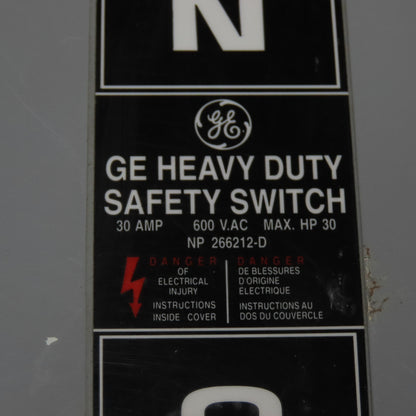 N
GE
GE HEAVY DUTY
SAFETY SWITCH
30 AMP 600 V.AC MAX. HP 30
NP 266212-D
DANGER
OF
ELECTRICAL
INJURY
INSTRUCTIONS
INSIDE COVER
DANGER
DE BLESSURES
D'ORIGINE
ELECTRIQUE
INSTRUCTIONS AU
DOS DU COUVERCLE